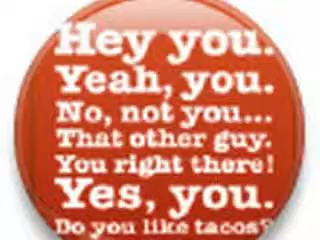 Hey you.
Yeah, you.
No, not you...
That other guy.
You right there!
Yes, you.
Do you like tacos?